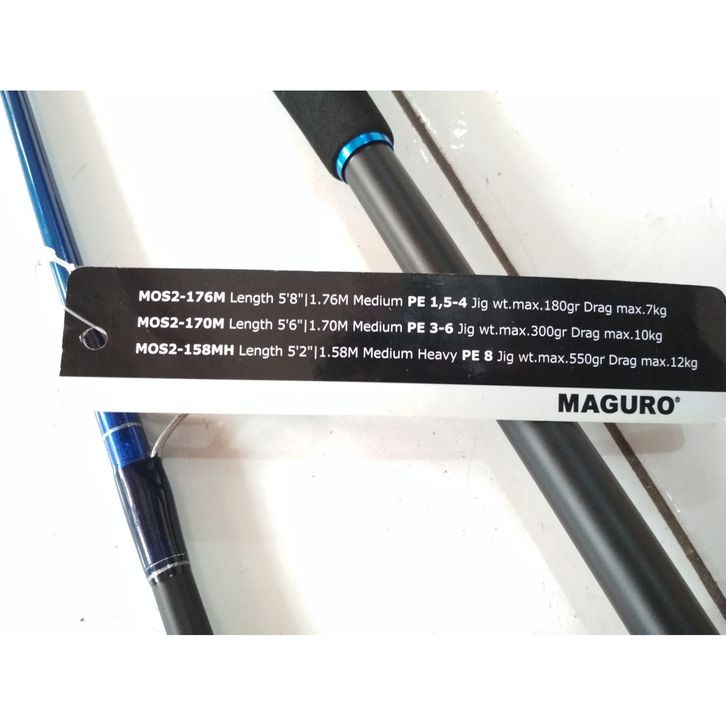 MOS2-176M Length 5'8"|1.76M Medium PE 1,5-4 Jig wt.max.180gr Drag max.7kg
MOS2-170M Length 5'6"|1.70M Medium PE 3-6 Jig wt.max.300gr Drag max.10kg
MOS2-158MH Length 5'2"|1.58M Medium Heavy PE 8 Jig wt.max.550gr Drag max.12kg
MAGURO®